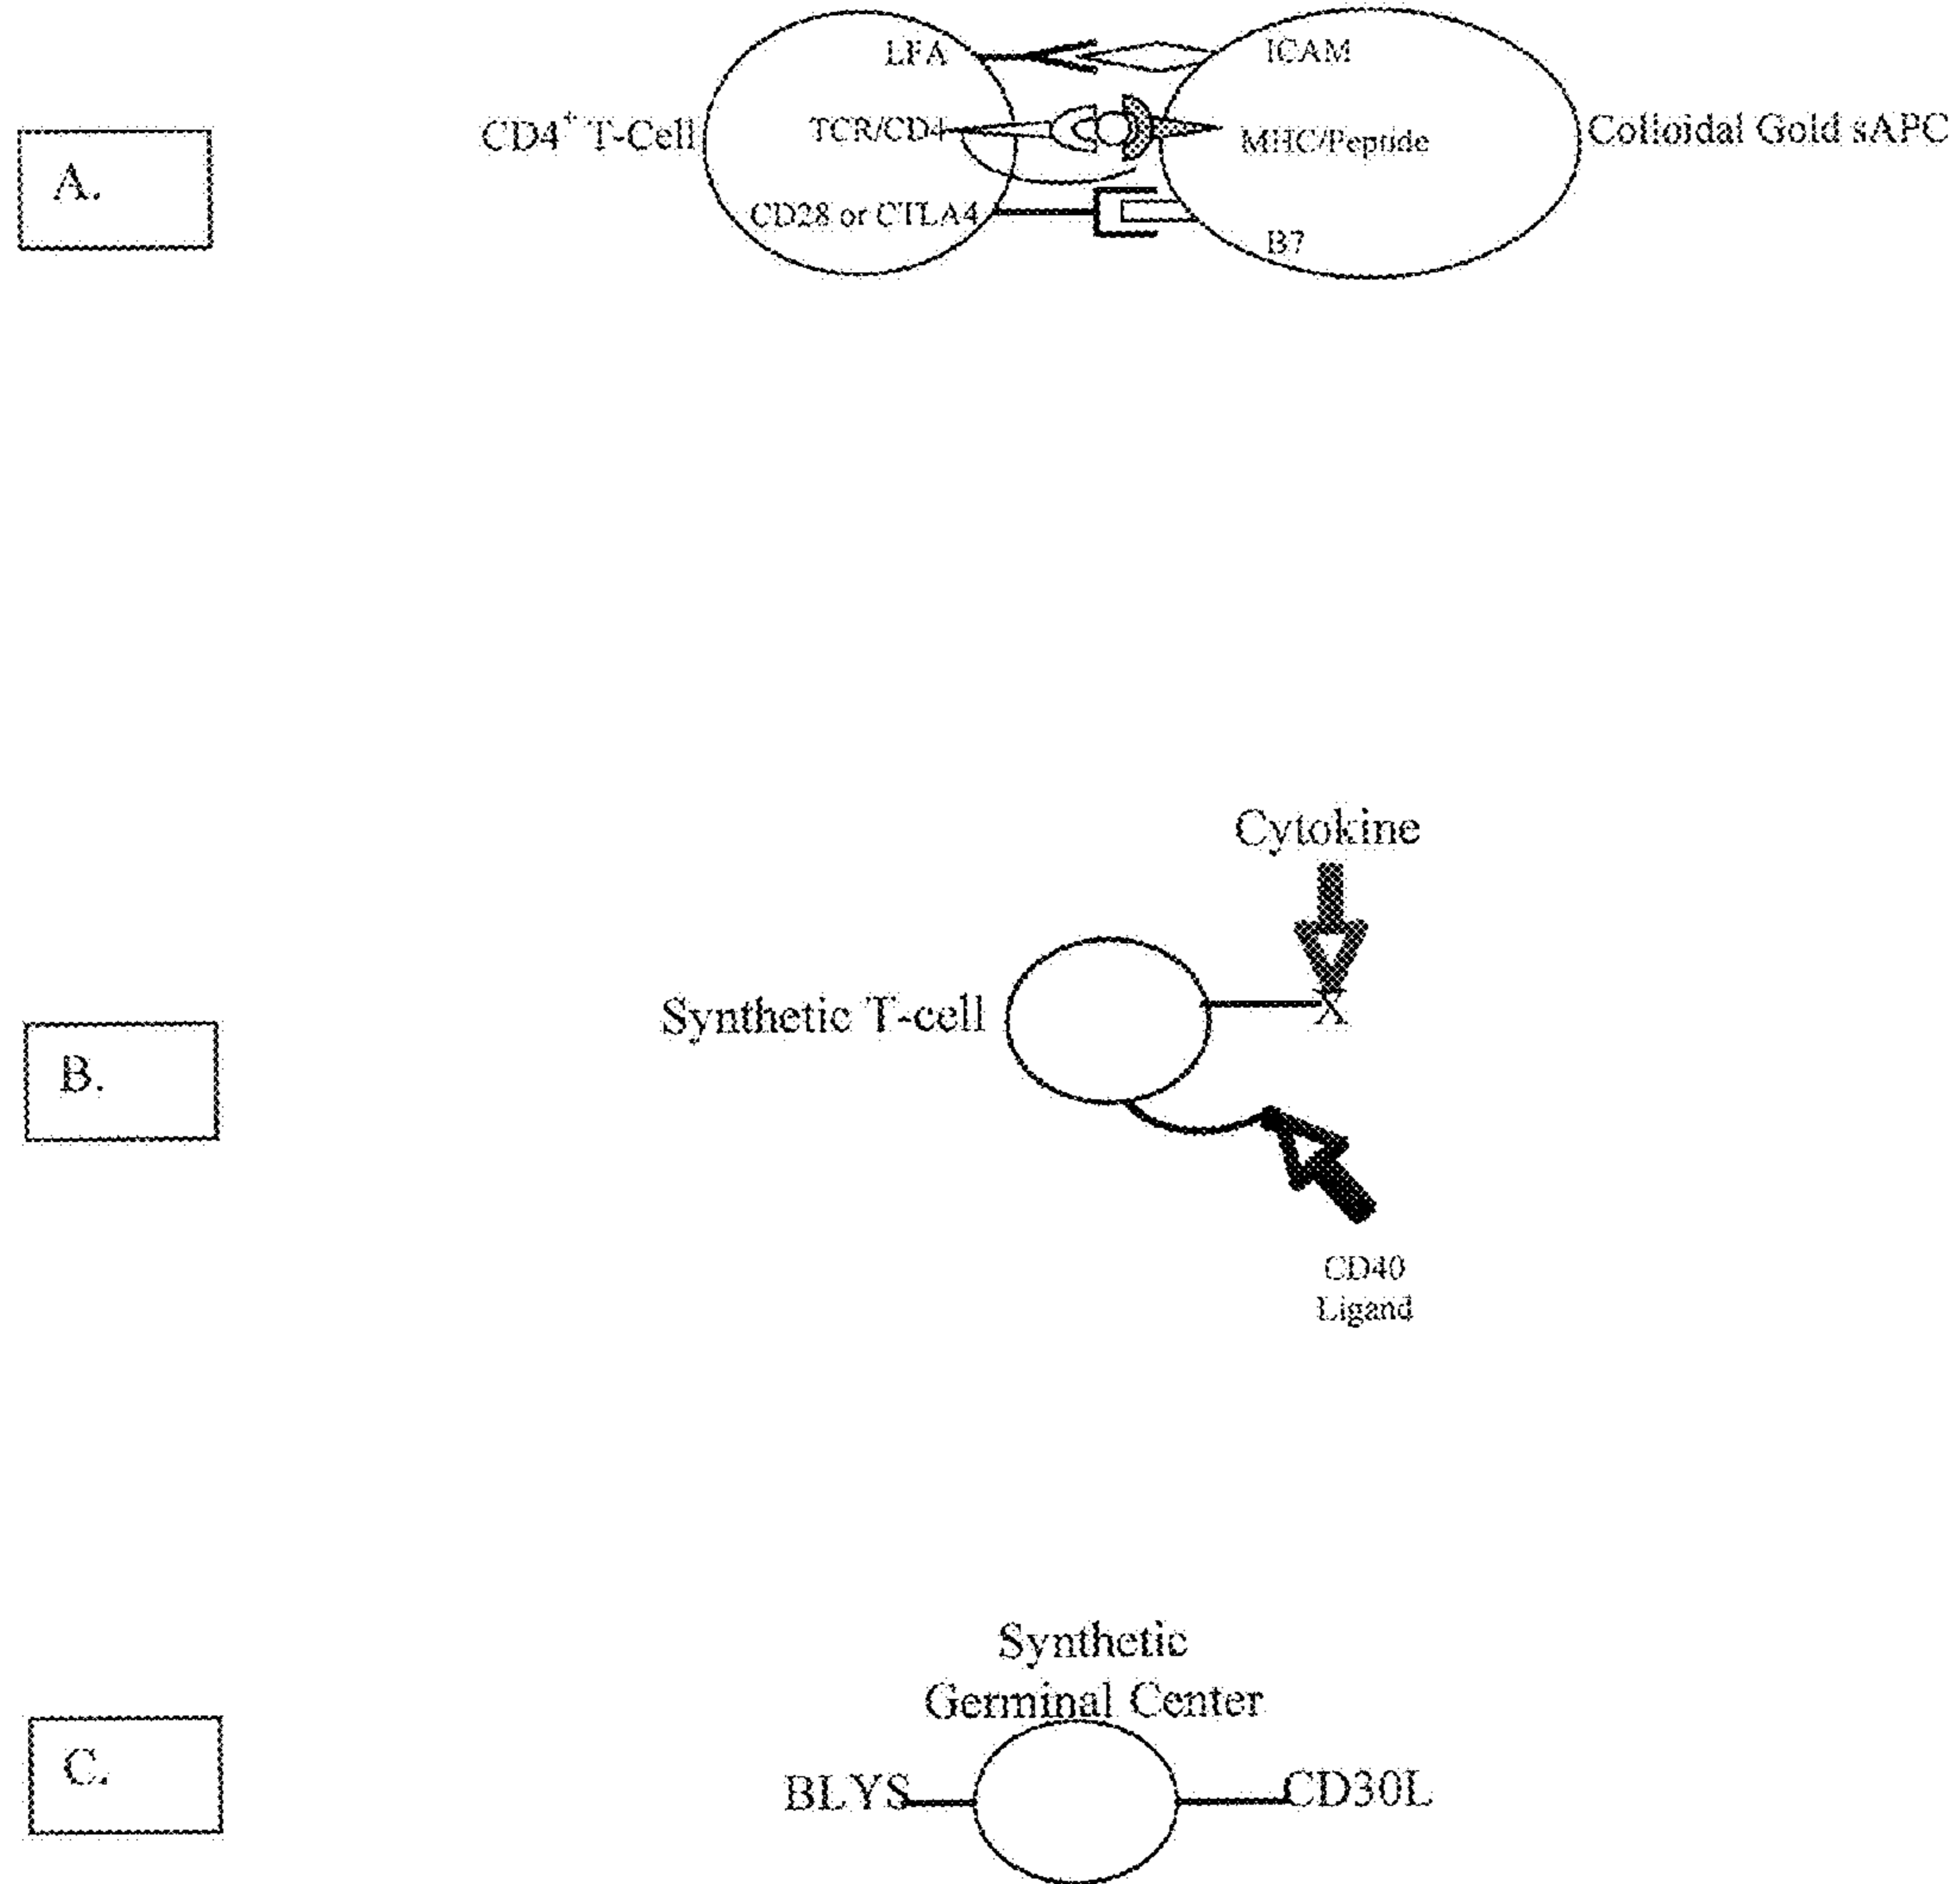 A.
LFA
ICAM
CD4⁺ T-Cell
TCR/CD4
MHC/Peptide
Colloidal Gold sAPC
CD28 or CTLA4
B7
B.
Cytokine
Synthetic T-cell
X
CD40
Ligand
C.
Synthetic
Germinal Center
BLYS
CD30L